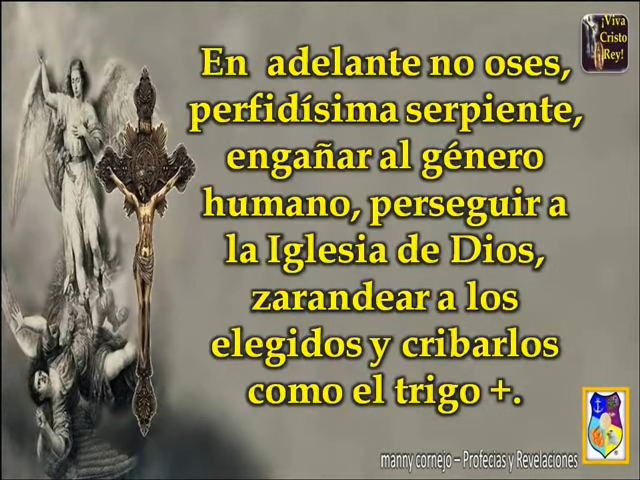 ¡Viva
Cristo
Rey!
En adelante no oses,
perfidísima serpiente,
engañar al género
humano, perseguir a
la Iglesia de Dios,
zarandear a los
elegidos y cribarlos
como el trigo +.
manny cornejo – Profecias y Revelaciones